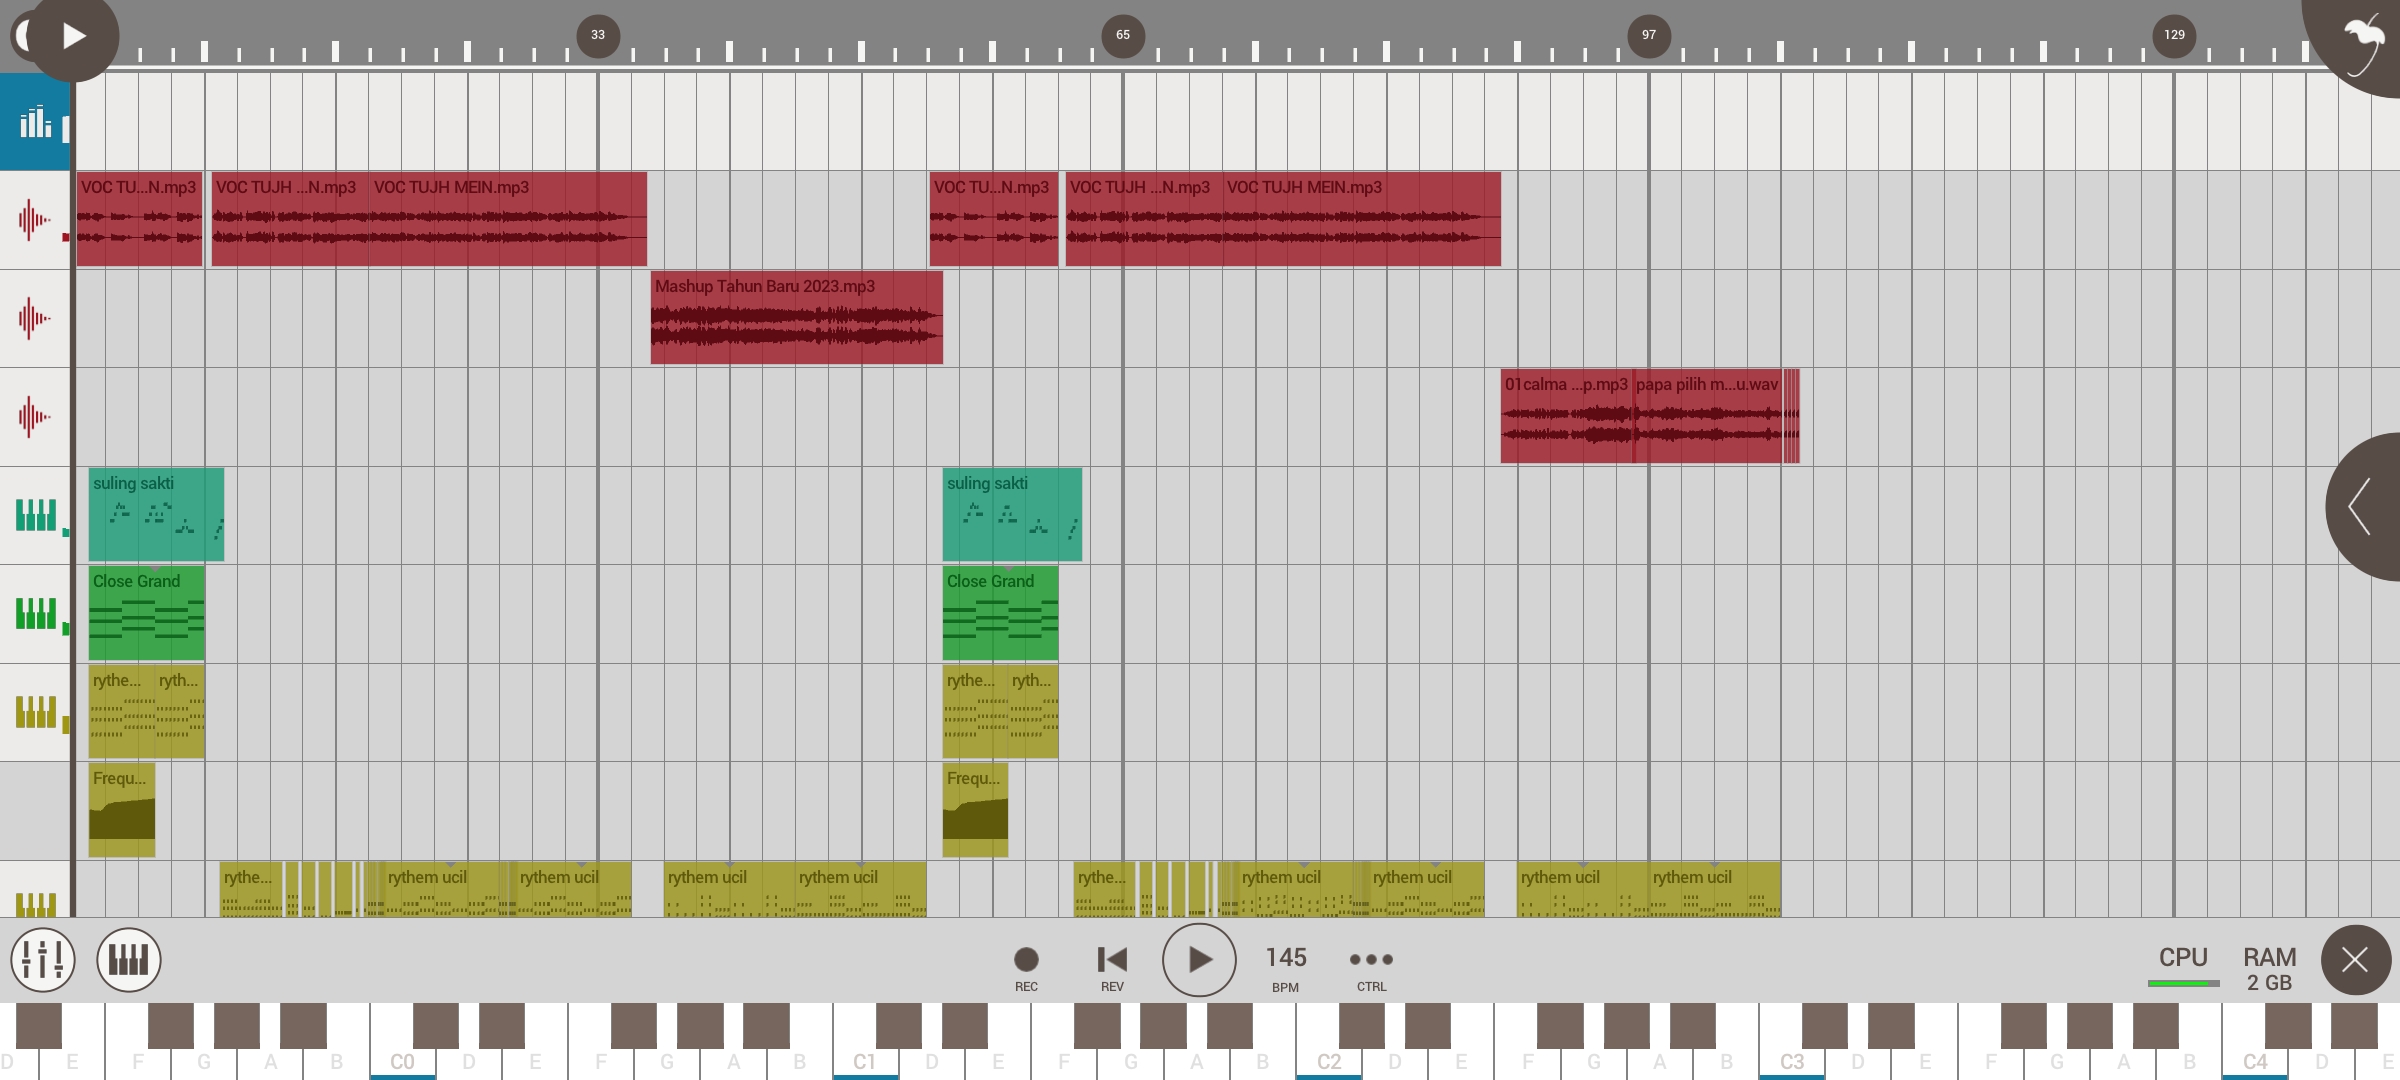 33 65 97 129
VOC TU...N.mp3 VOC TUJH ...N.mp3 VOC TUJH MEIN.mp3 VOC TU...N.mp3 VOC TUJH ...N.mp3 VOC TUJH MEIN.mp3
Mashup Tahun Baru 2023.mp3
01calma ...p.mp3 papa pilih m...u.wav
suling sakti suling sakti
Close Grand Close Grand
rythe... ryth... rythe... ryth...
Frequ... Frequ...
rythe... rythem ucil rythem ucil rythem ucil rythem ucil rythe... rythem ucil rythem ucil rythem ucil rythem ucil
145 CPU RAM
REC REV BPM CTRL 2 GB
D E F G A B C0 D E F G A B C1 D E F G A B C2 D E F G A B C3 D E F G A B C4 D E